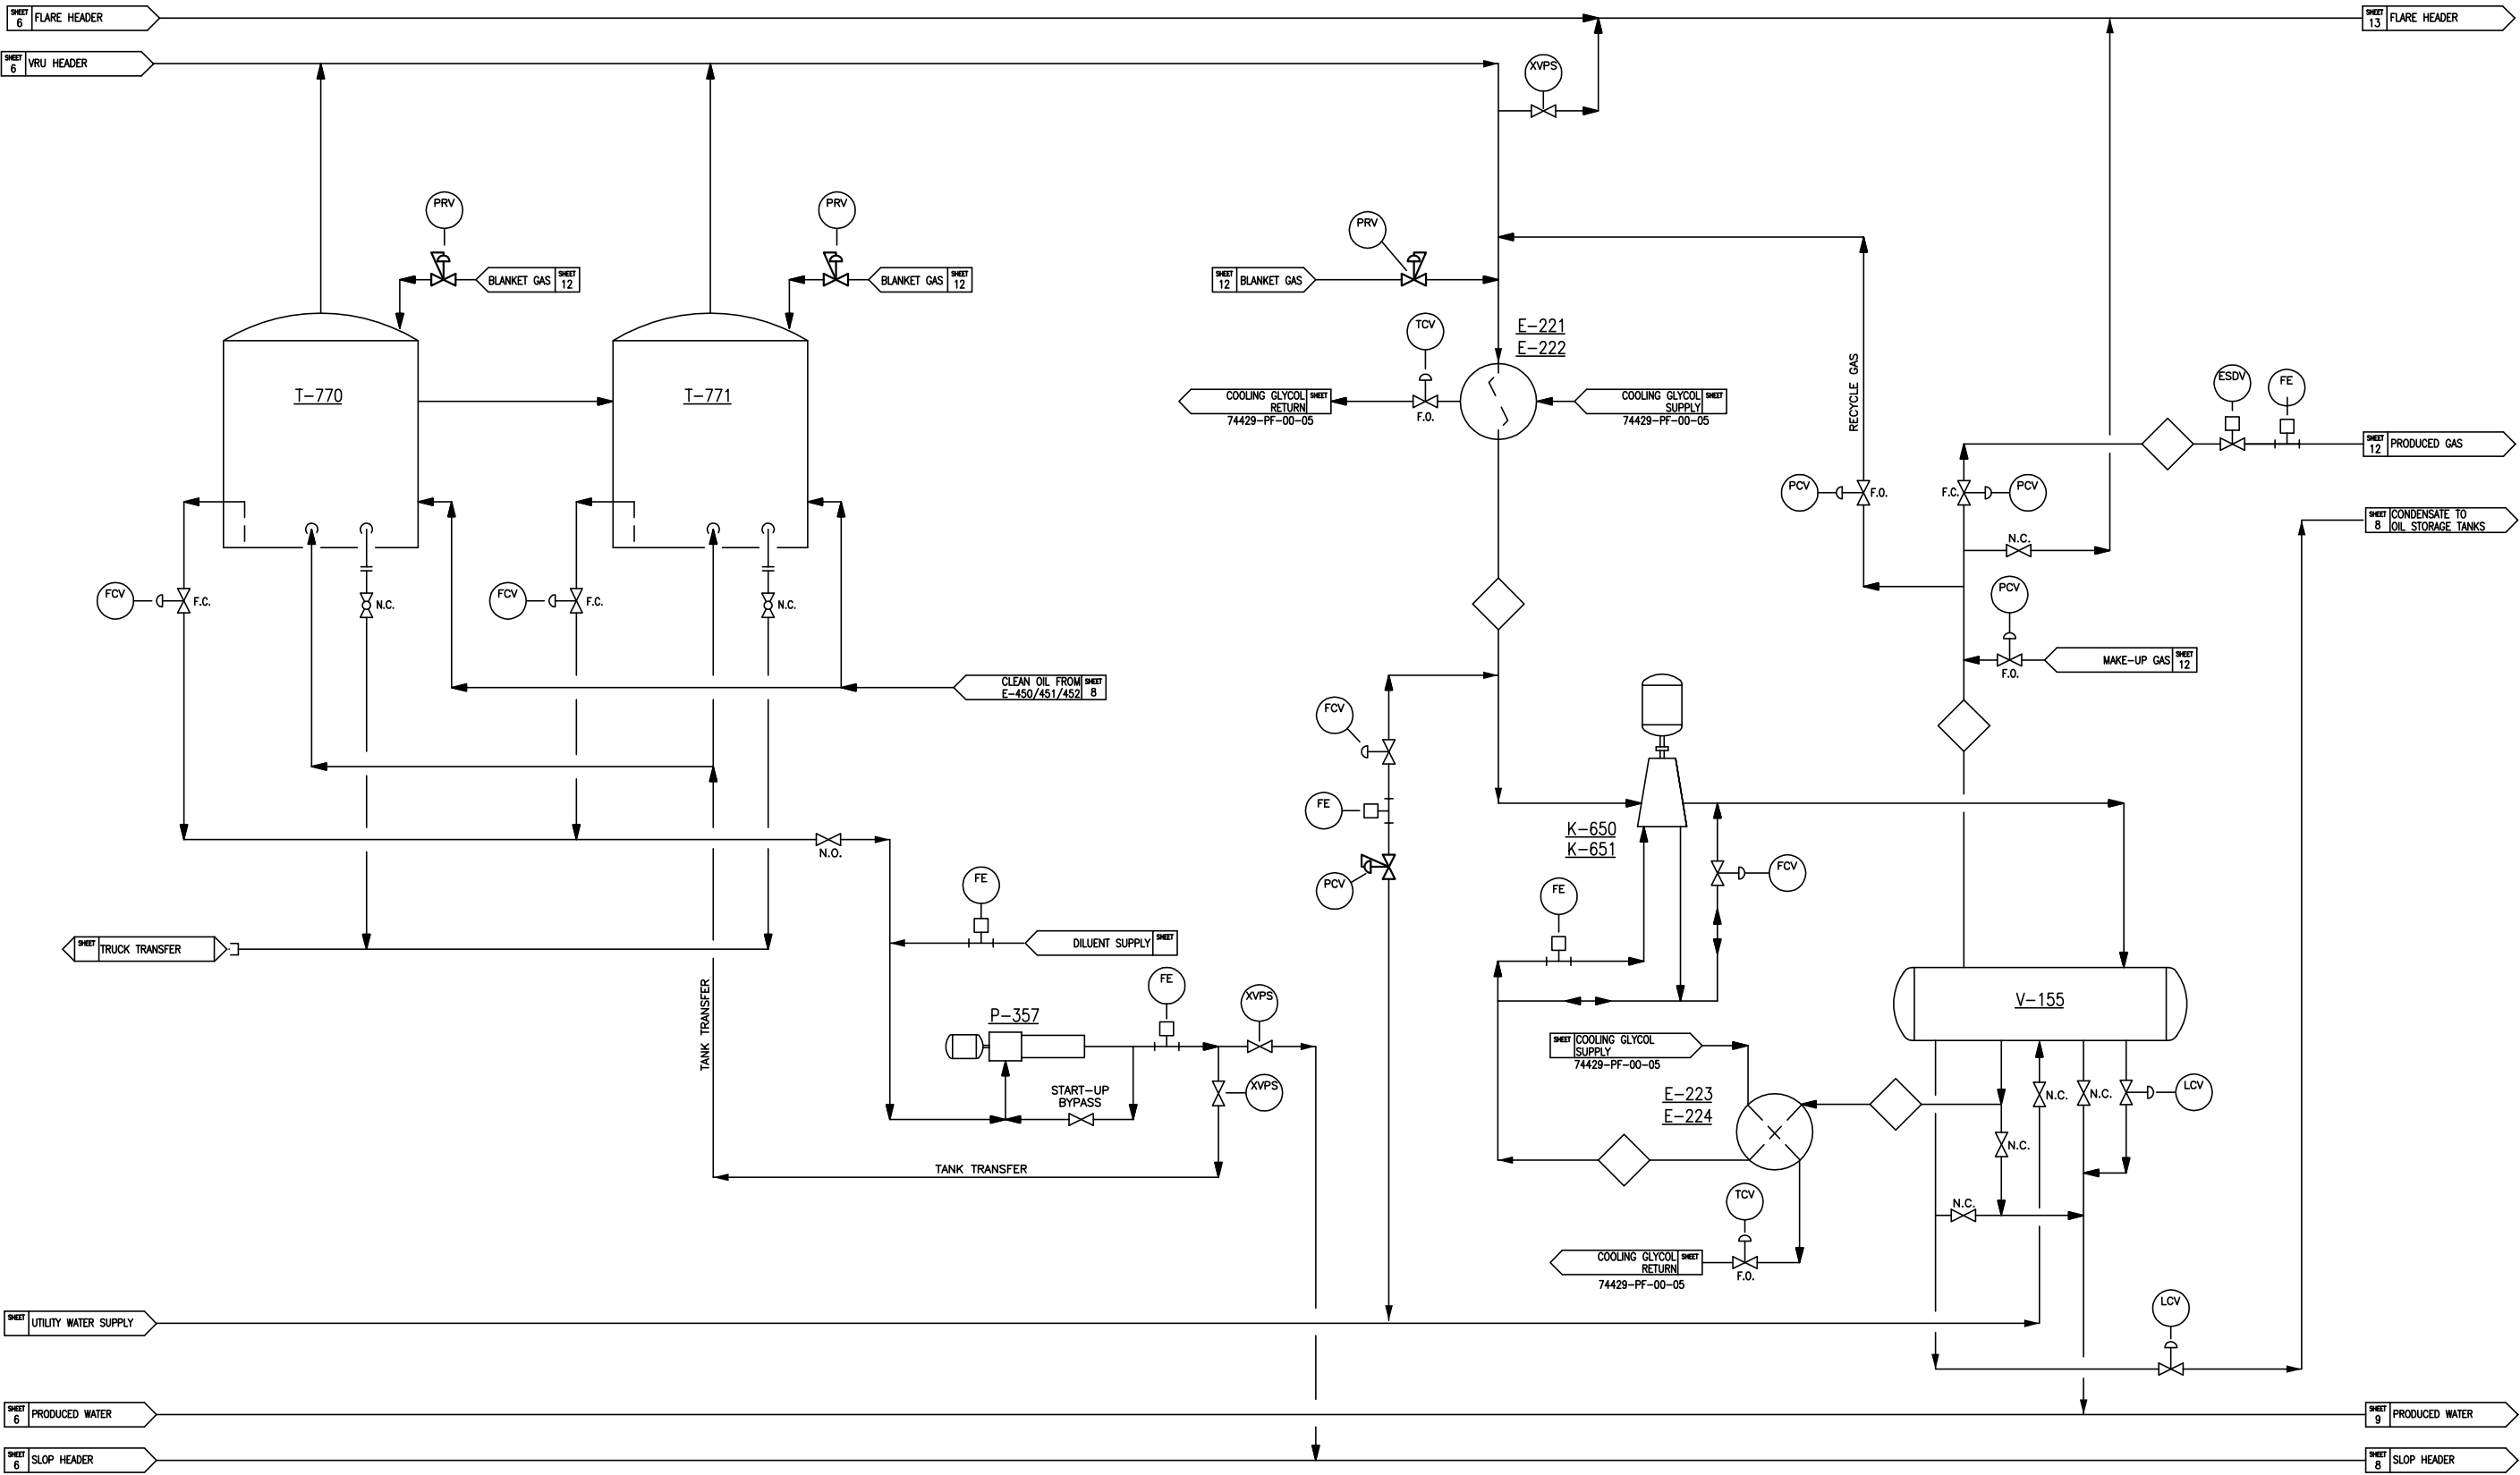 SHEET
6
FLARE HEADER
SHEET
13
FLARE HEADER
SHEET
6
VRU HEADER
XVPS
PRV
PRV
PRV
BLANKET GAS
SHEET
12
BLANKET GAS
SHEET
12
SHEET
12
BLANKET GAS
TCV
E-221
E-222
T-770
T-771
COOLING GLYCOL
RETURN
SHEET
74429-PF-00-05
F.O.
COOLING GLYCOL
SUPPLY
SHEET
74429-PF-00-05
RECYCLE GAS
ESDV
FE
SHEET
12
PRODUCED GAS
PCV
F.O.
F.C.
PCV
SHEET
8
CONDENSATE TO
OIL STORAGE TANKS
N.C.
FCV
F.C.
N.C.
FCV
F.C.
N.C.
PCV
F.O.
MAKE-UP GAS
SHEET
12
CLEAN OIL FROM
E-450/451/452
SHEET
8
FCV
FE
PCV
K-650
K-651
FCV
FE
N.O.
FE
SHEET
TRUCK TRANSFER
DILUENT SUPPLY
SHEET
TANK TRANSFER
FE
XVPS
P-357
XVPS
START-UP
BYPASS
TANK TRANSFER
V-155
SHEET
COOLING GLYCOL
SUPPLY
74429-PF-00-05
E-223
E-224
N.C.
N.C.
LCV
N.C.
N.C.
TCV
F.O.
COOLING GLYCOL
RETURN
SHEET
74429-PF-00-05
LCV
SHEET
UTILITY WATER SUPPLY
SHEET
6
PRODUCED WATER
SHEET
9
PRODUCED WATER
SHEET
6
SLOP HEADER
SHEET
8
SLOP HEADER